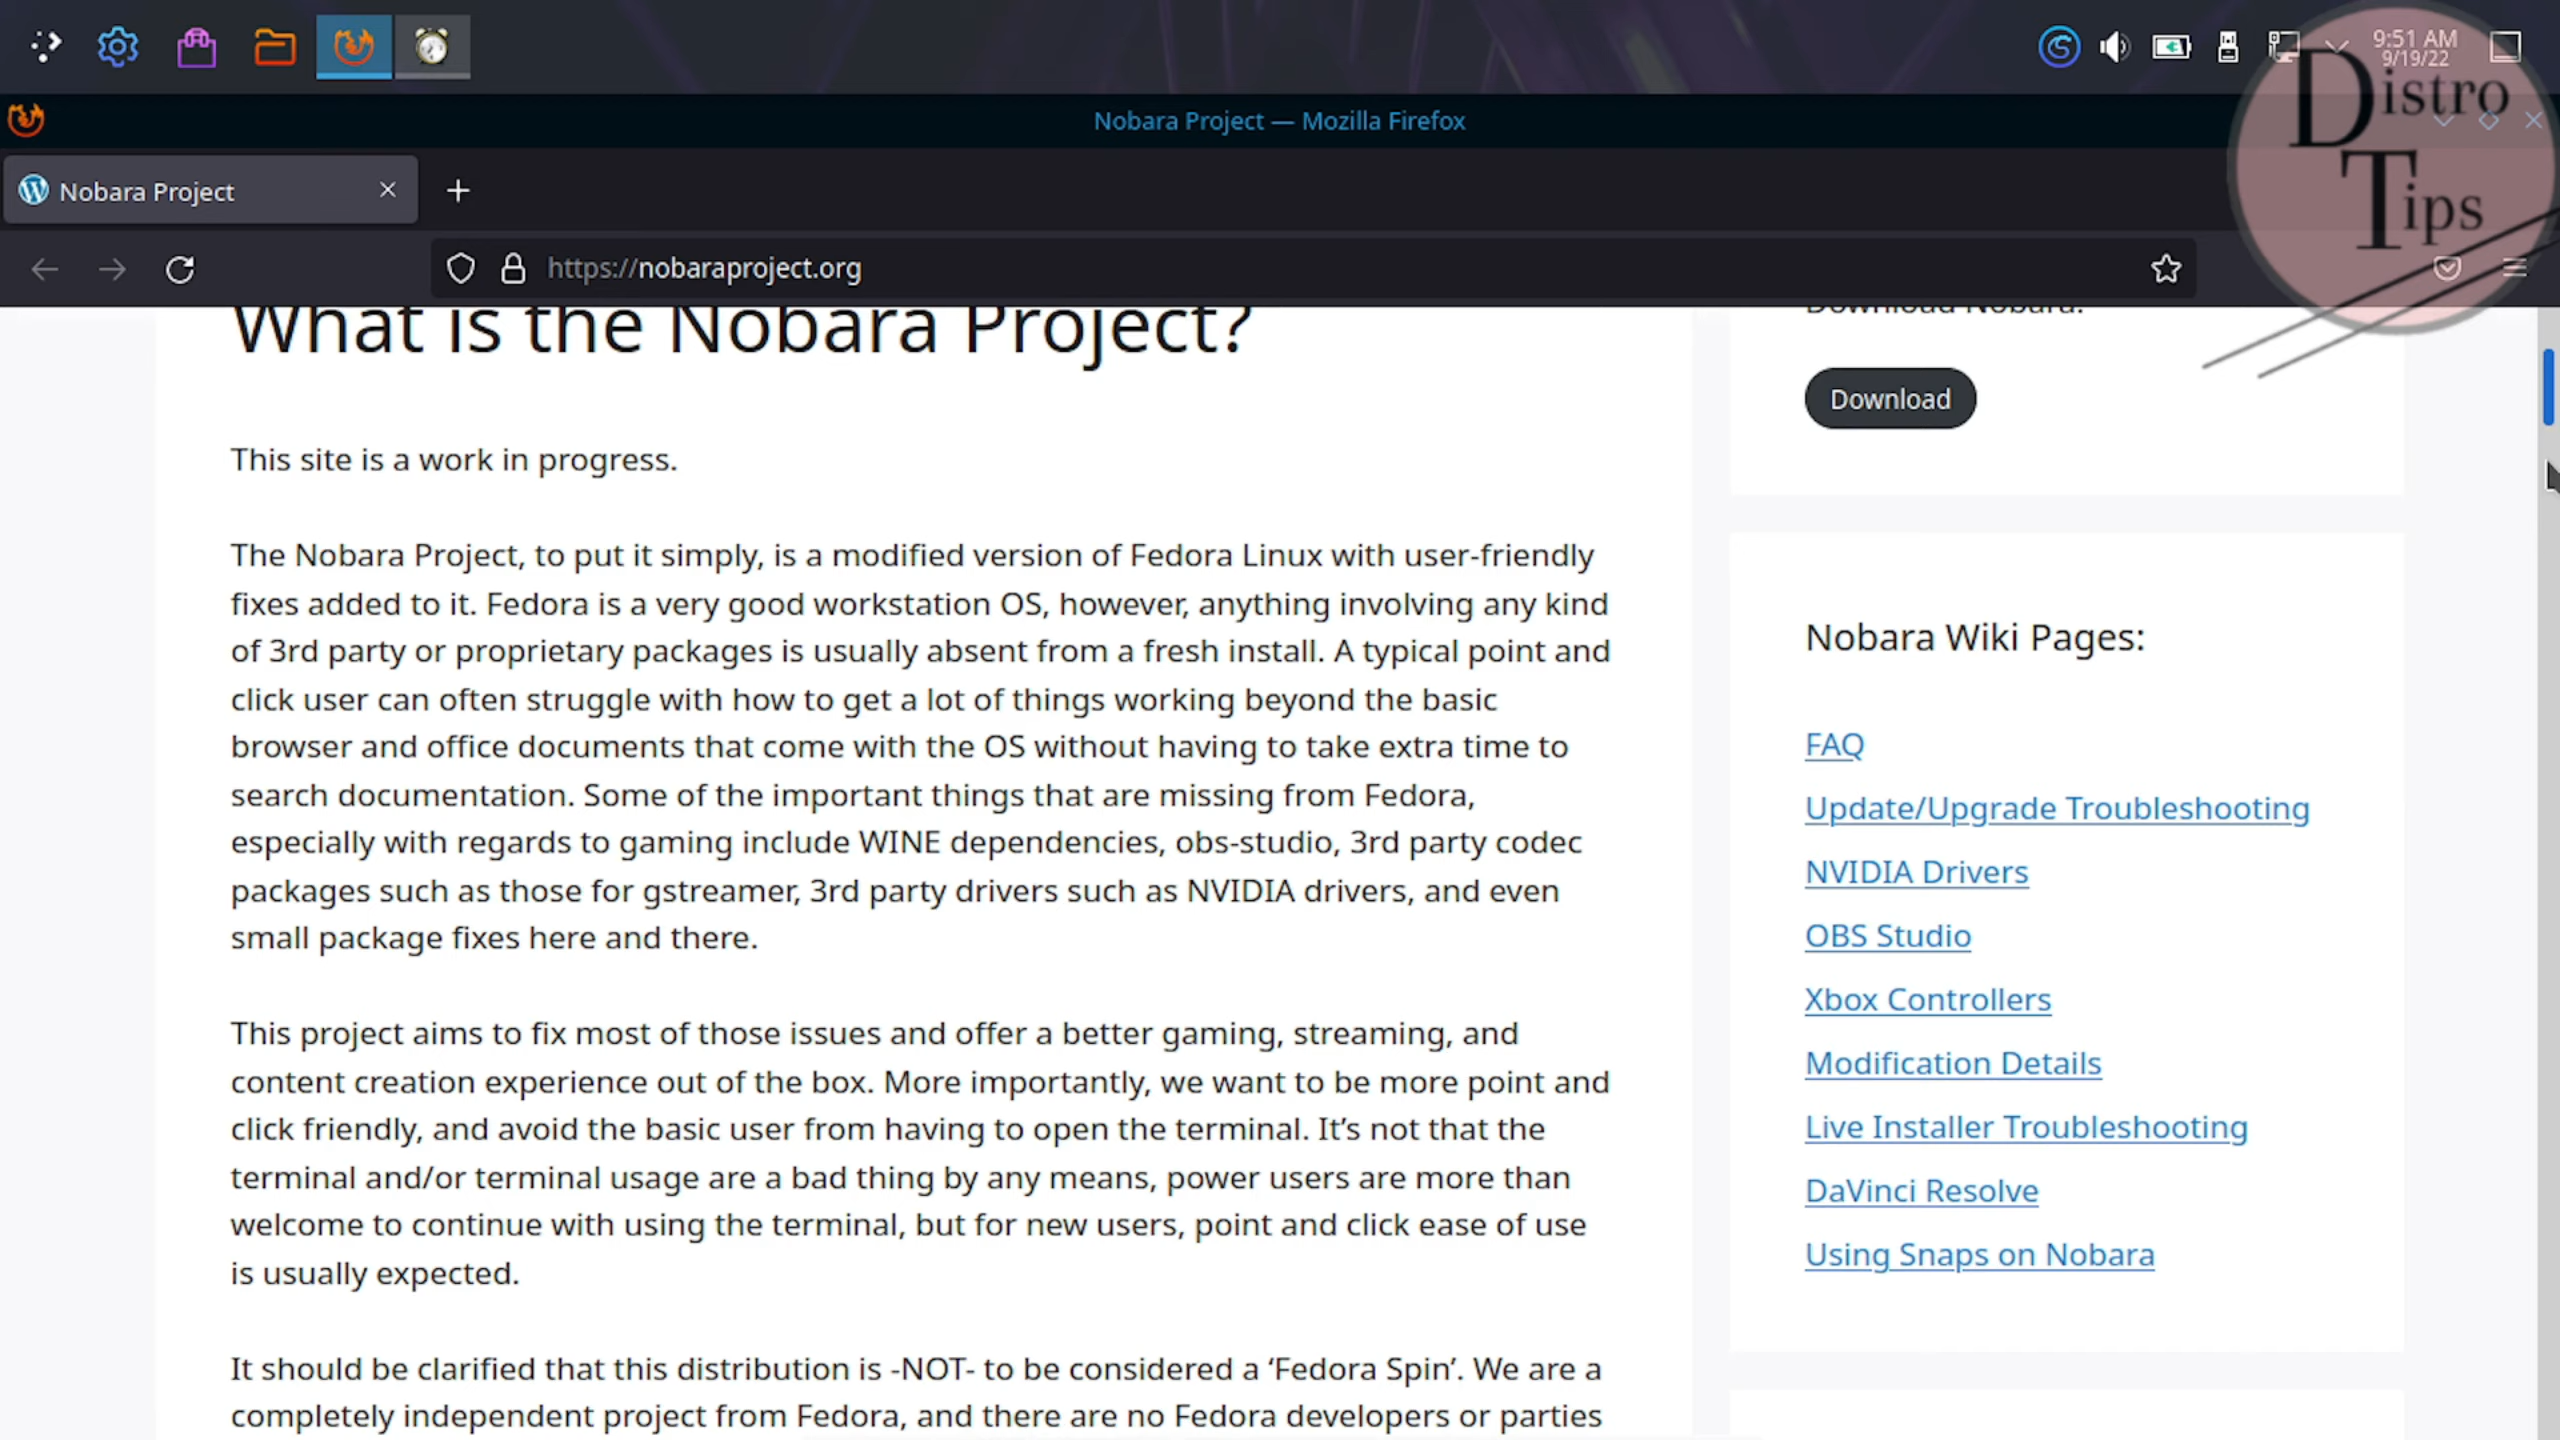 9:51 AM
9/19/22
Distro
Tips
Nobara Project — Mozilla Firefox
Nobara Project
https://nobaraproject.org
What is the Nobara Project?
This site is a work in progress.
The Nobara Project, to put it simply, is a modified version of Fedora Linux with user-friendly
fixes added to it. Fedora is a very good workstation OS, however, anything involving any kind
of 3rd party or proprietary packages is usually absent from a fresh install. A typical point and
click user can often struggle with how to get a lot of things working beyond the basic
browser and office documents that come with the OS without having to take extra time to
search documentation. Some of the important things that are missing from Fedora,
especially with regards to gaming include WINE dependencies, obs-studio, 3rd party codec
packages such as those for gstreamer, 3rd party drivers such as NVIDIA drivers, and even
small package fixes here and there.
This project aims to fix most of those issues and offer a better gaming, streaming, and
content creation experience out of the box. More importantly, we want to be more point and
click friendly, and avoid the basic user from having to open the terminal. It’s not that the
terminal and/or terminal usage are a bad thing by any means, power users are more than
welcome to continue with using the terminal, but for new users, point and click ease of use
is usually expected.
It should be clarified that this distribution is -NOT- to be considered a ‘Fedora Spin’. We are a
completely independent project from Fedora, and there are no Fedora developers or parties
Download Nobara:
Download
Nobara Wiki Pages:
FAQ
Update/Upgrade Troubleshooting
NVIDIA Drivers
OBS Studio
Xbox Controllers
Modification Details
Live Installer Troubleshooting
DaVinci Resolve
Using Snaps on Nobara